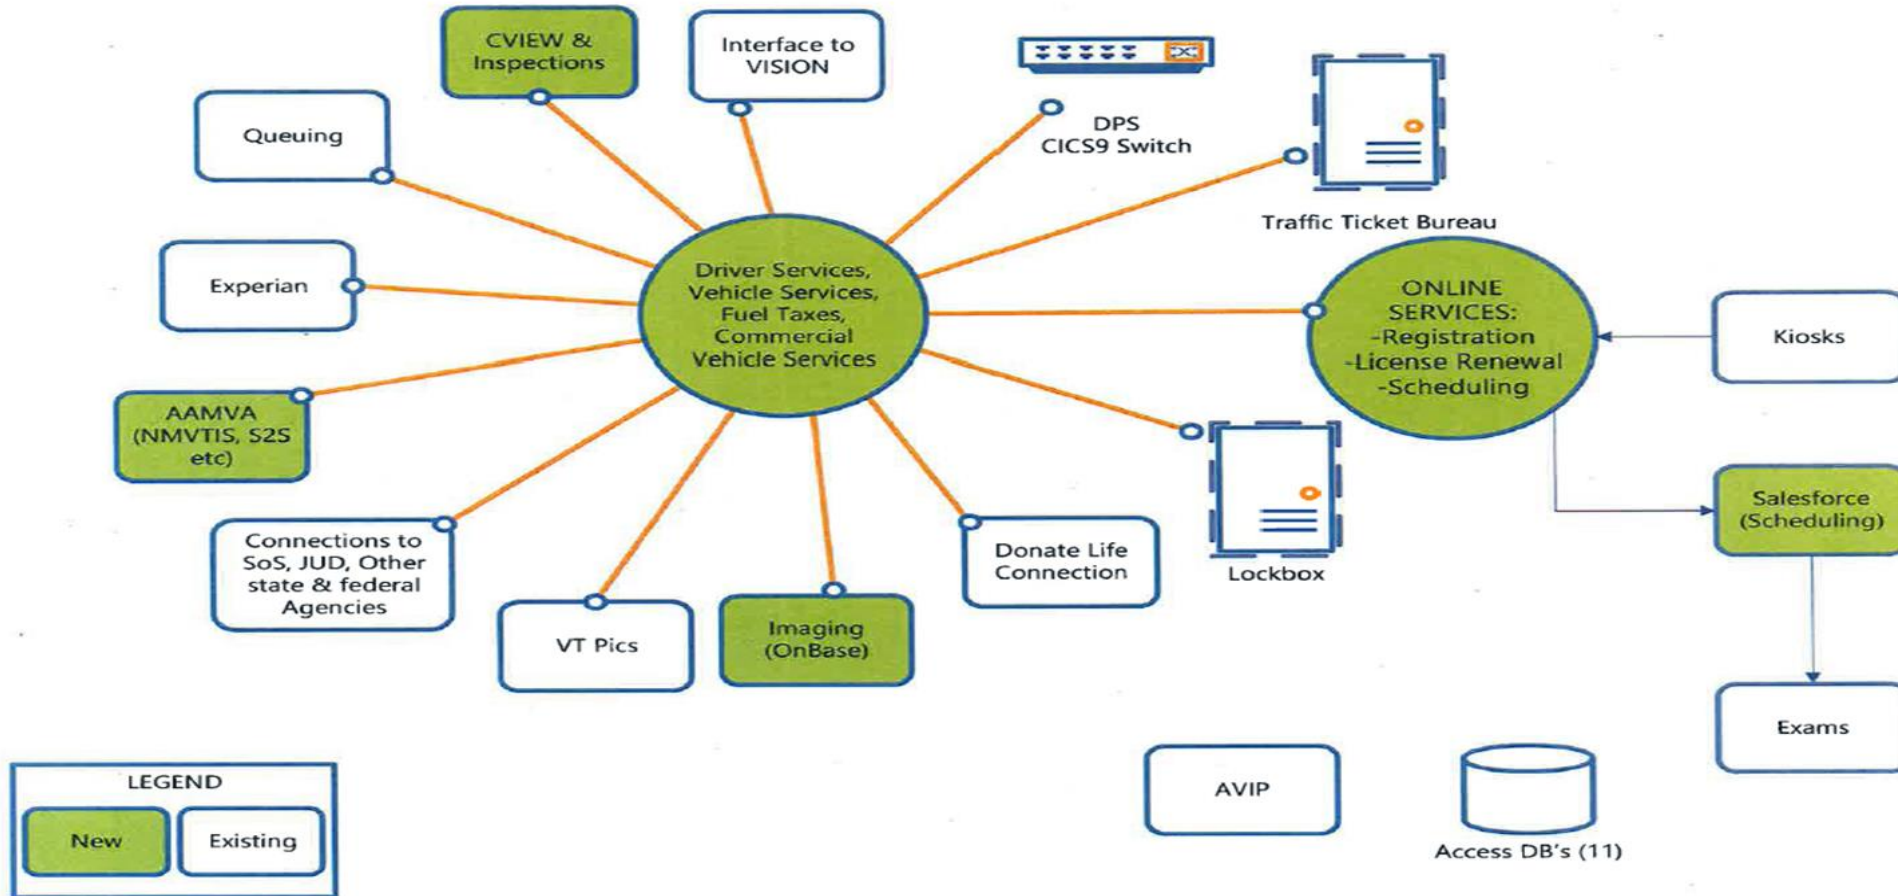 CVIEW &
Inspections
Interface to
VISION
DPS
CICS9 Switch
Traffic Ticket Bureau
Queuing
Experian
Driver Services,
Vehicle Services,
Fuel Taxes,
Commercial
Vehicle Services
ONLINE
SERVICES:
-Registration
-License Renewal
-Scheduling
Kiosks
AAMVA
(NMVTIS, S2S
etc)
Salesforce
(Scheduling)
Connections to
SoS, JUD, Other
state & federal
Agencies
VT Pics
Imaging
(OnBase)
Donate Life
Connection
Lockbox
Exams
LEGEND
New
Existing
AVIP
Access DB's (11)